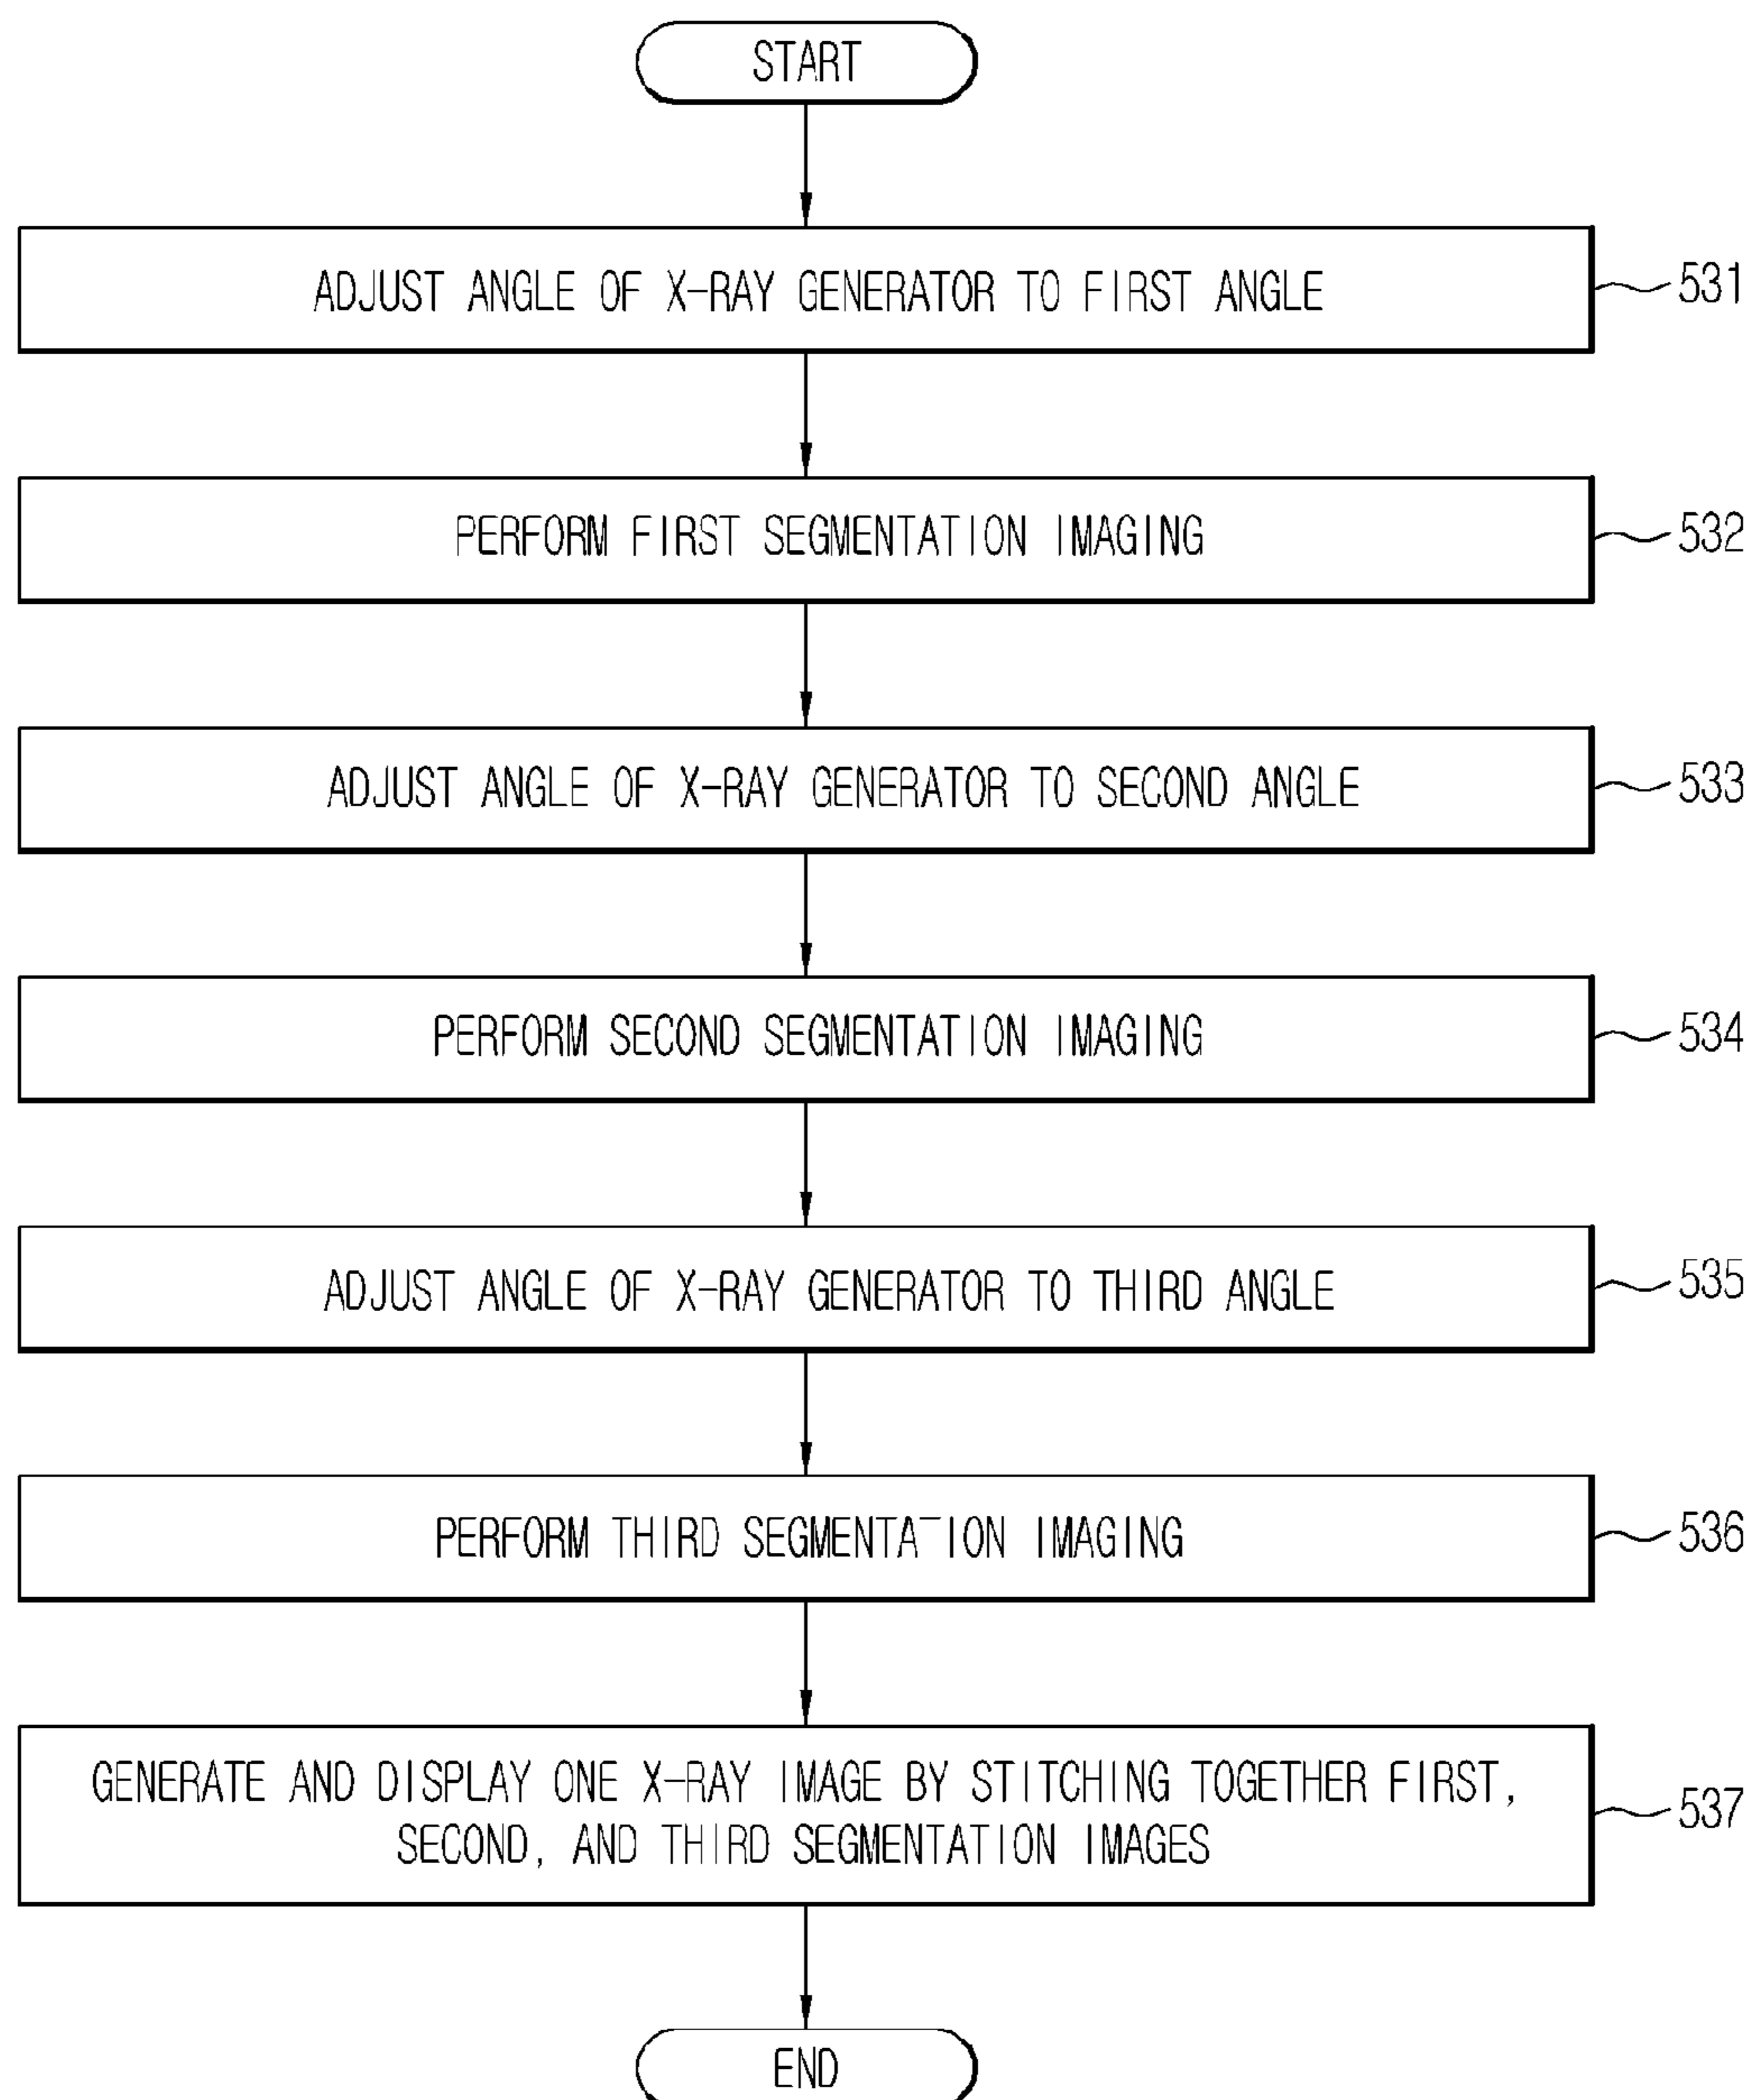 START
ADJUST ANGLE OF X-RAY GENERATOR TO FIRST ANGLE
531
PERFORM FIRST SEGMENTATION IMAGING
532
ADJUST ANGLE OF X-RAY GENERATOR TO SECOND ANGLE
533
PERFORM SECOND SEGMENTATION IMAGING
534
ADJUST ANGLE OF X-RAY GENERATOR TO THIRD ANGLE
535
PERFORM THIRD SEGMENTATION IMAGING
536
GENERATE AND DISPLAY ONE X-RAY IMAGE BY STITCHING TOGETHER FIRST,
SECOND, AND THIRD SEGMENTATION IMAGES
537
END